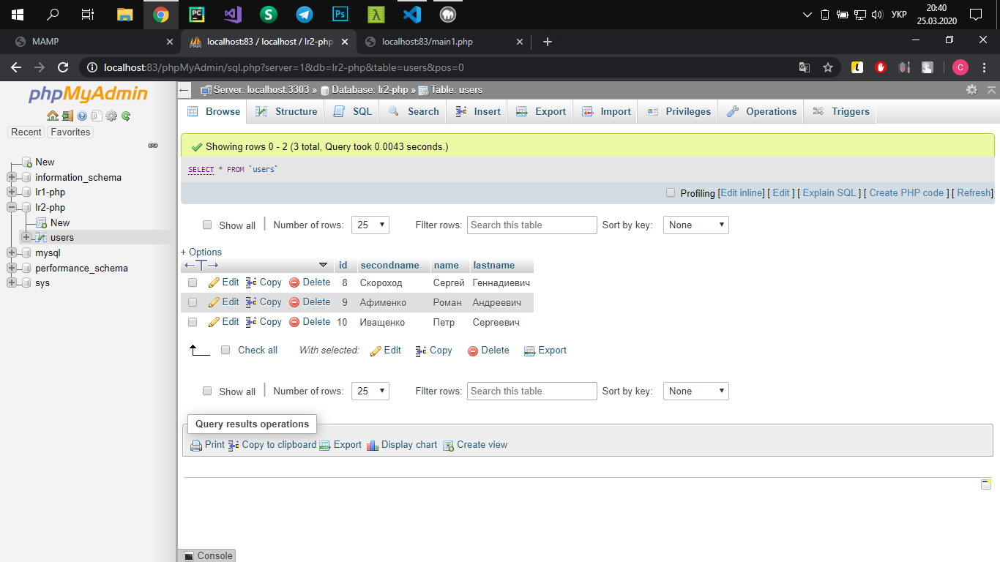 PC
S
Ps
λ
УКР
20:40
25.03.2020
MAMP
localhost:83 / localhost / lr2-php
localhost:83/main1.php
localhost:83/phpMyAdmin/sql.php?server=1&db=lr2-php&table=users&pos=0
L
C
phpMyAdmin
Recent
Favorites
New
information_schema
lr1-php
lr2-php
New
users
mysql
performance_schema
sys
Server: localhost:3303 » Database: lr2-php » Table: users
Browse Structure SQL Search Insert Export Import Privileges Operations Triggers
Showing rows 0 - 2 (3 total, Query took 0.0043 seconds.)
SELECT * FROM `users`
Profiling [Edit inline] [ Edit ] [ Explain SQL ] [ Create PHP code ] [ Refresh]
Show all | Number of rows: 25 Filter rows: Search this table Sort by key: None
+ Options
←T→ id secondname name lastname
Edit Copy Delete 8 Скороход Сергей Геннадиевич
Edit Copy Delete 9 Афименко Роман Андреевич
Edit Copy Delete 10 Иващенко Петр Сергеевич
Check all With selected: Edit Copy Delete Export
Show all | Number of rows: 25 Filter rows: Search this table Sort by key: None
Query results operations
Print Copy to clipboard Export Display chart Create view
Console